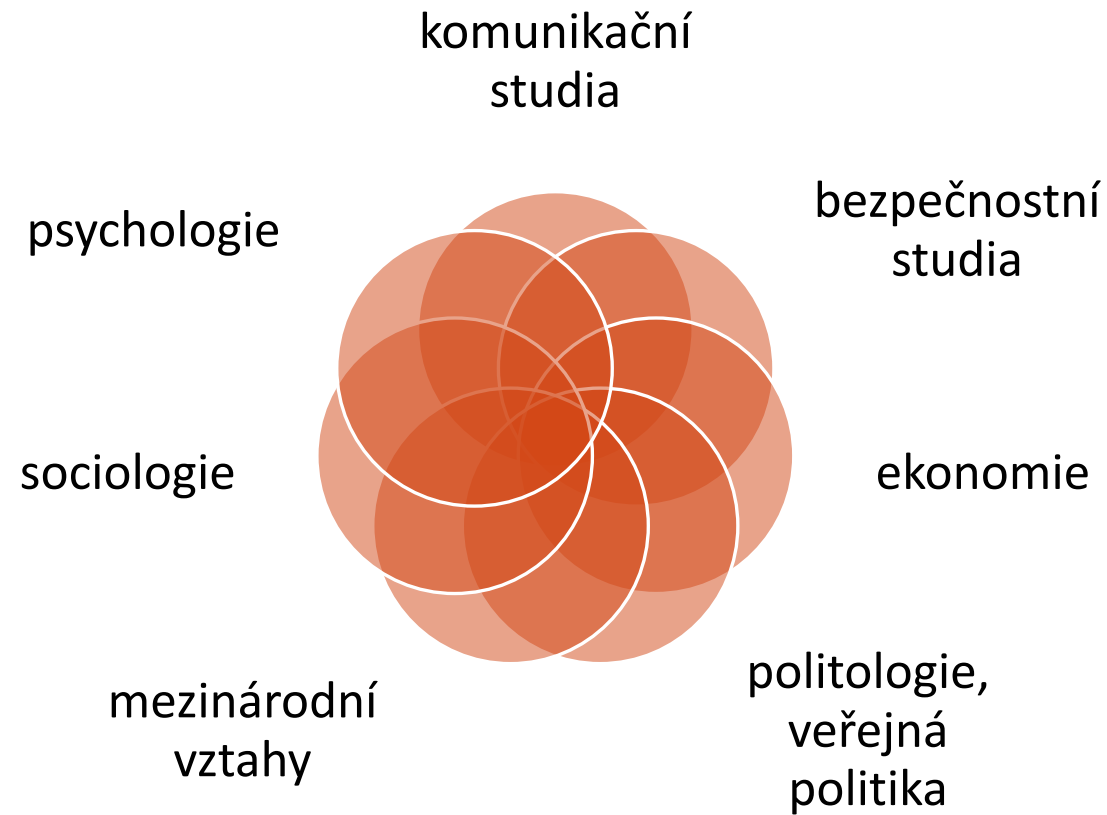 komunikační
studia
bezpečnostní
studia
psychologie
ekonomie
sociologie
politologie,
veřejná
politika
mezinárodní
vztahy